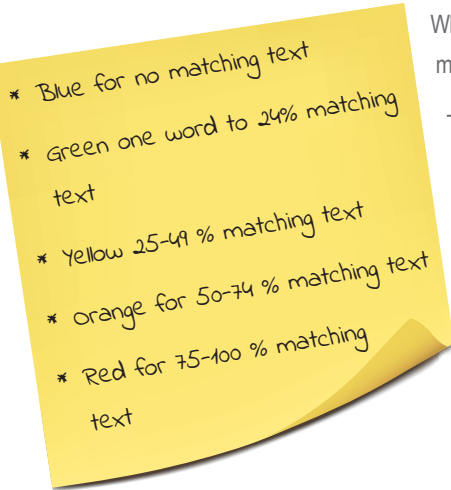 * Blue for no matching text
* Green one word to 24% matching
text
* Yellow 25-49 % matching text
* Orange for 50-74 % matching text
* Red for 75-100 % matching
text